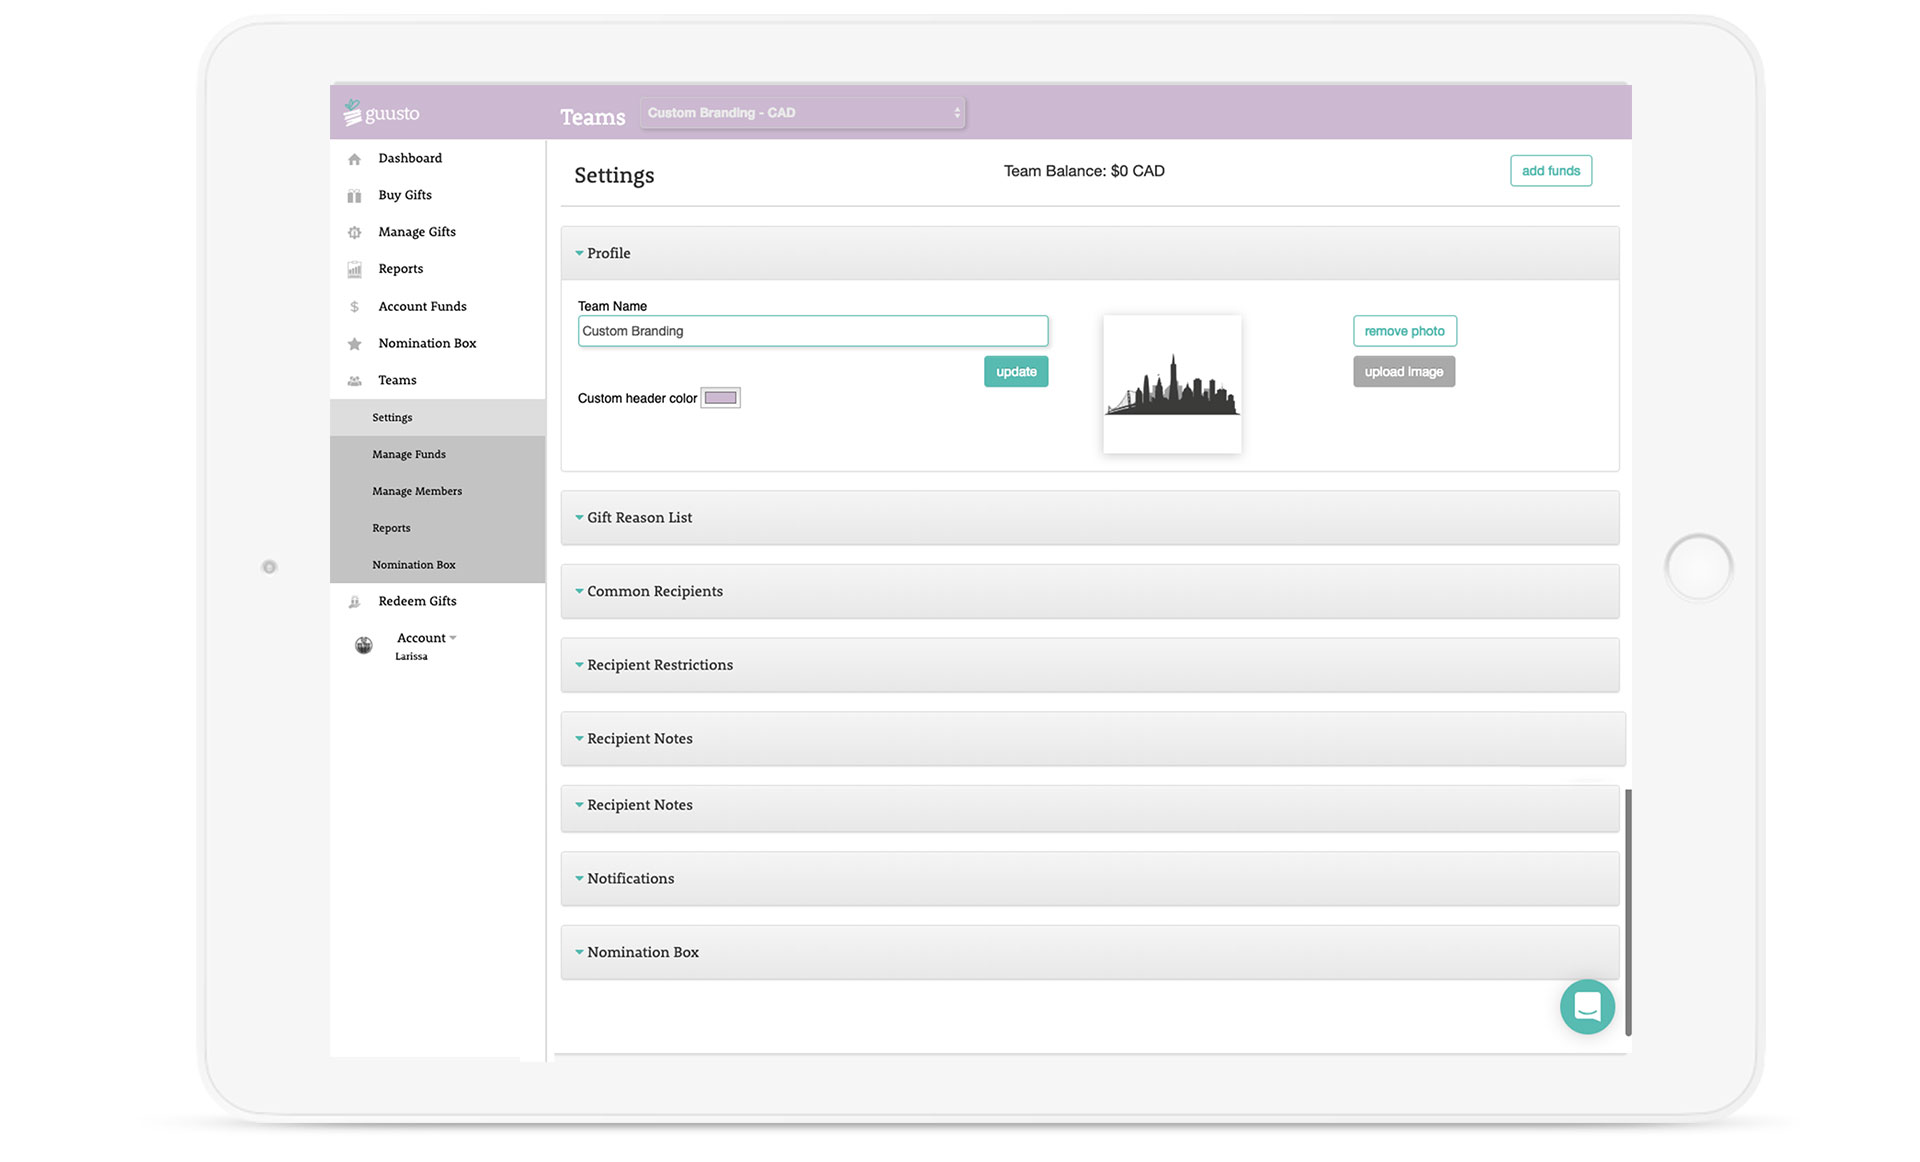 guusto
Teams
Custom Branding - CAD
Dashboard
Buy Gifts
Manage Gifts
Reports
Account Funds
Nomination Box
Teams
Settings
Manage Funds
Manage Members
Reports
Nomination Box
Redeem Gifts
Account
Larissa
Settings
Team Balance: $0 CAD
add funds
Profile
Team Name
Custom Branding
update
Custom header color
remove photo
upload image
Gift Reason List
Common Recipients
Recipient Restrictions
Recipient Notes
Recipient Notes
Notifications
Nomination Box